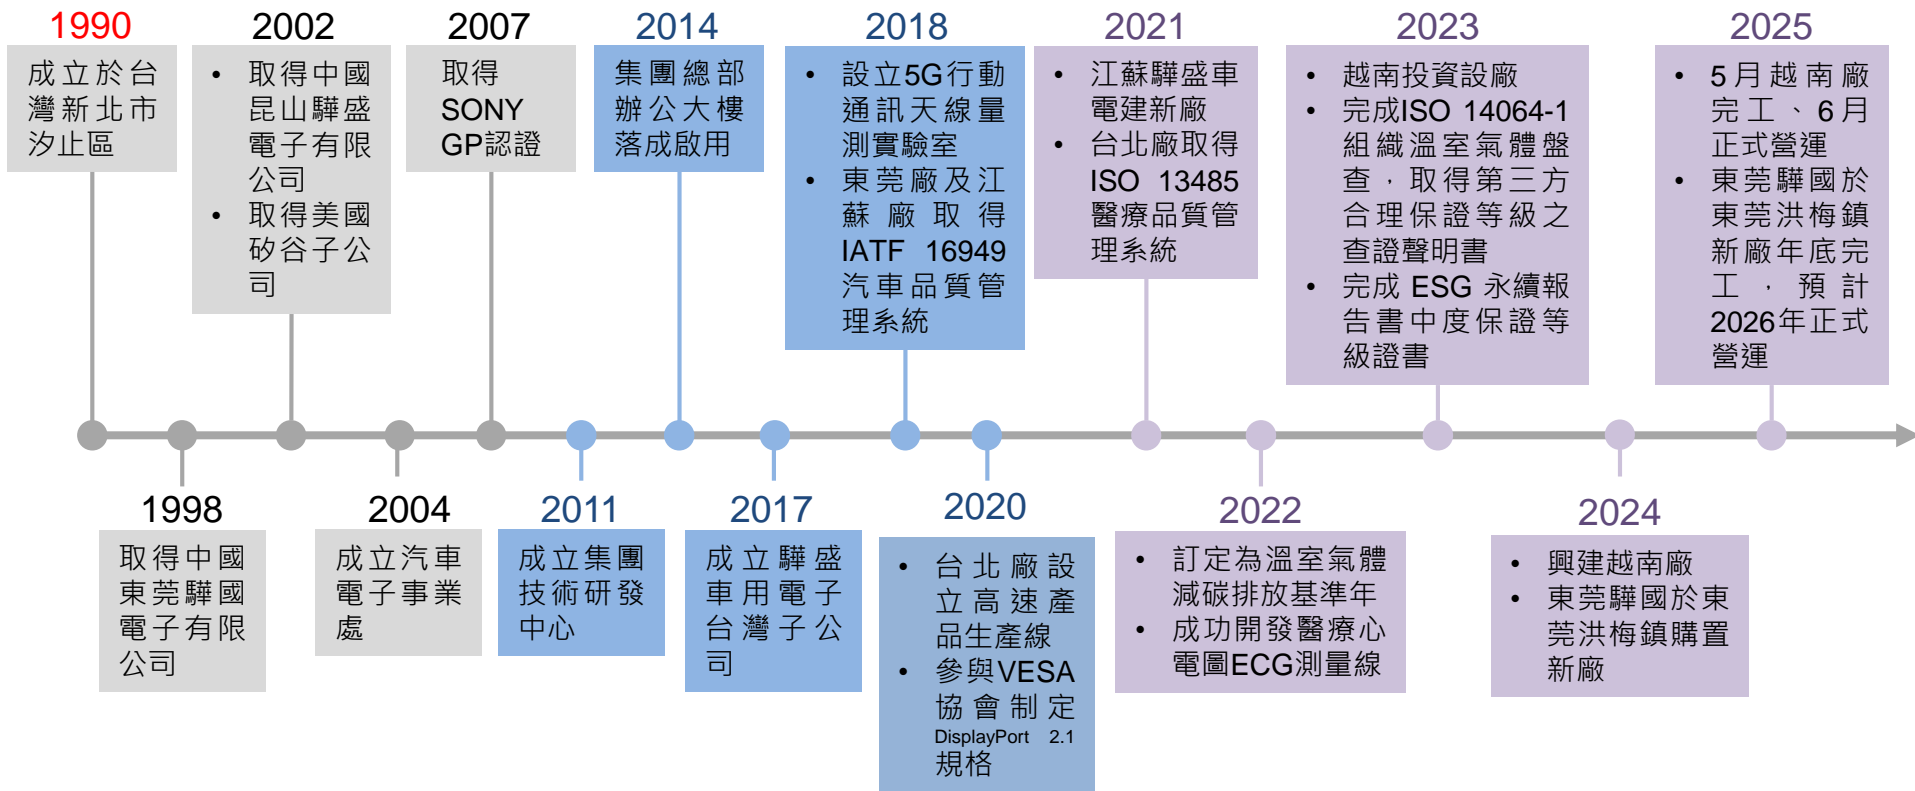 1990
成立於台
灣新北市
汐止區
2002
• 取得中國
昆山驊盛
電子有限
公司
• 取得美國
矽谷子公
司
2007
取得
SONY
GP認證
2014
集團總部
辦公大樓
落成啟用
2018
• 設立5G行動
通訊天線量
測實驗室
• 東莞廠及江
蘇廠取得
IATF 16949
汽車品質管
理系統
2021
• 江蘇驊盛車
電建新廠
• 台北廠取得
ISO 13485
醫療品質管
理系統
2023
• 越南投資設廠
• 完成ISO 14064-1
組織溫室氣體盤
查，取得第三方
合理保證等級之
查證聲明書
• 完成 ESG 永續報
告書中度保證等
級證書
2025
• 5月越南廠
完工、6月
正式營運
• 東莞驊國於
東莞洪梅鎮
新廠年底完
工，預計
2026年正式
營運
1998
取得中國
東莞驊國
電子有限
公司
2004
成立汽車
電子事業
處
2011
成立集團
技術研發
中心
2017
成立驊盛
車用電子
台灣子公
司
2020
• 台北廠設
立高速產
品生產線
• 參與VESA
協會制定
DisplayPort 2.1
規格
2022
• 訂定為溫室氣體
減碳排放基準年
• 成功開發醫療心
電圖ECG測量線
2024
• 興建越南廠
• 東莞驊國於東
莞洪梅鎮購置
新廠